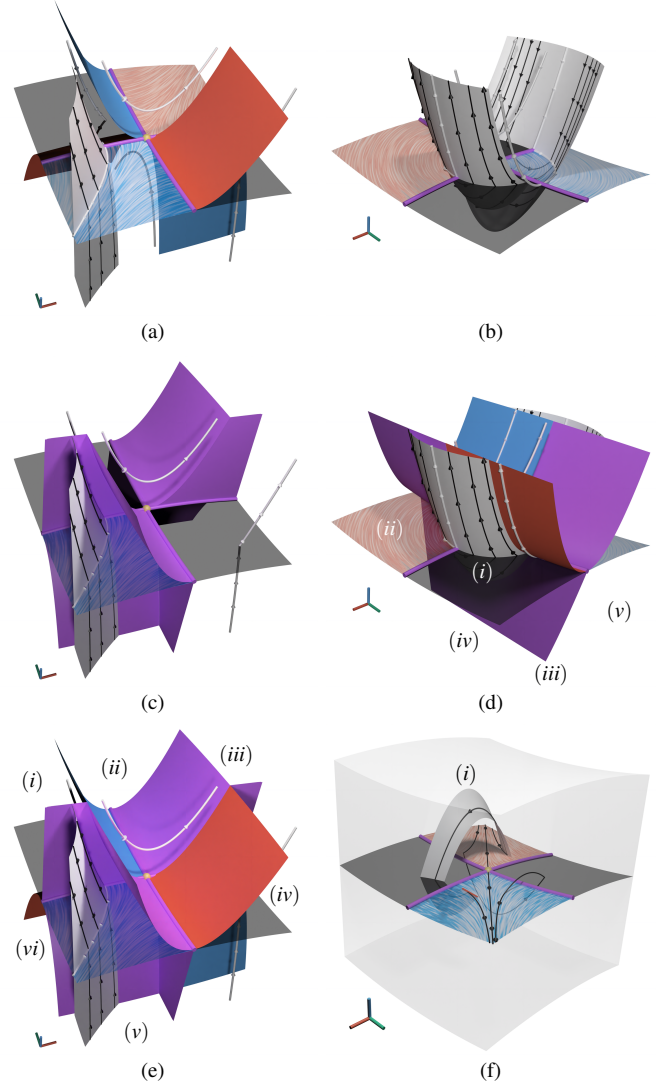 (a) (b)
(ii)
(i)
(v)
(iv)
(iii)
(c) (d)
(i) (ii) (iii) (i)
(iv)
(vi)
(v)
(e) (f)